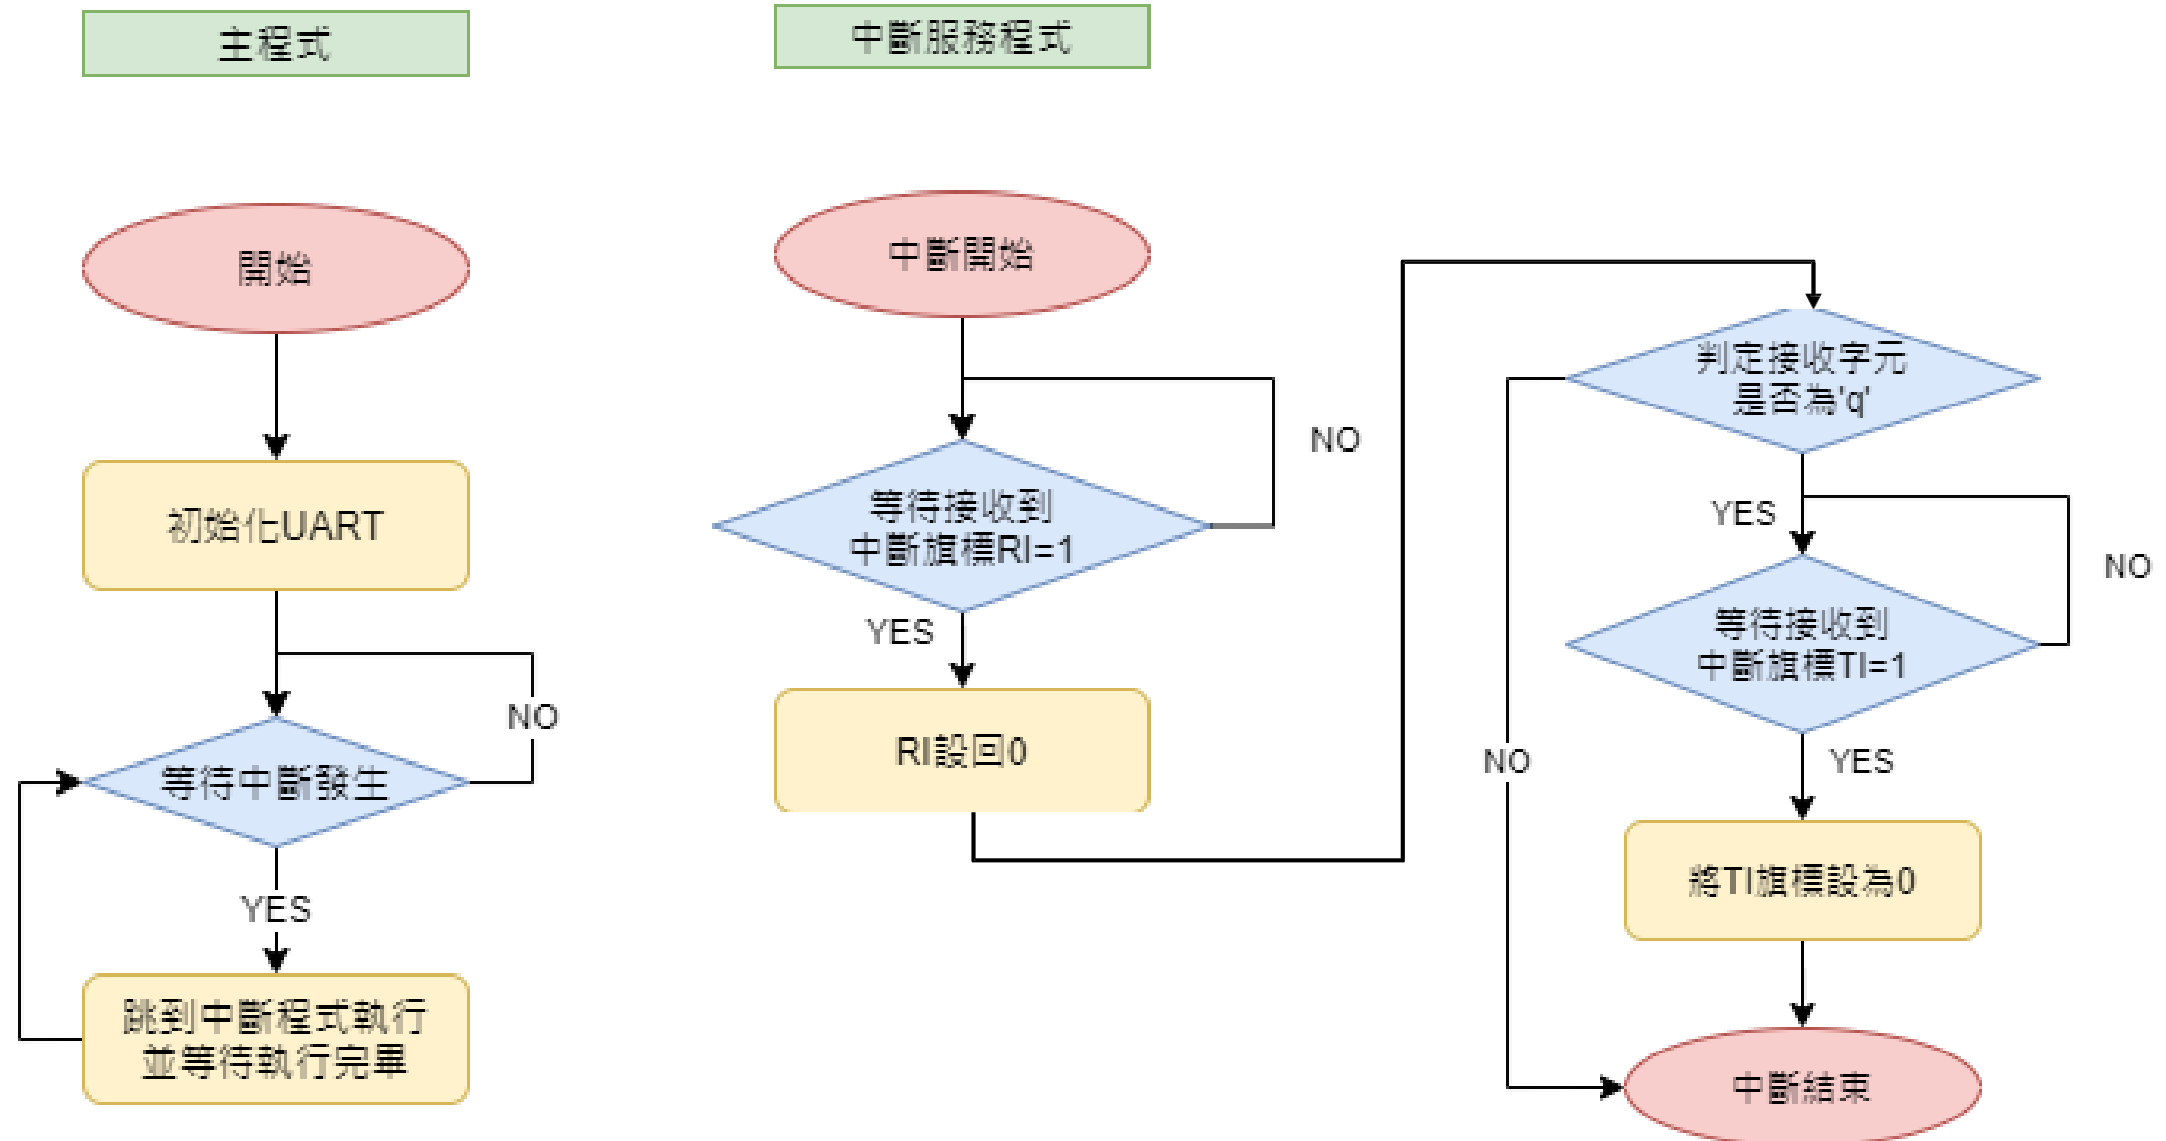 主程式
開始
初始化UART
等待中斷發生
NO
YES
跳到中斷程式執行
並等待執行完畢
中斷服務程式
中斷開始
等待接收到
中斷旗標RI=1
NO
YES
RI設回0
判定接收字元
是否為'q'
YES
NO
等待接收到
中斷旗標TI=1
NO
YES
將TI旗標設為0
中斷結束